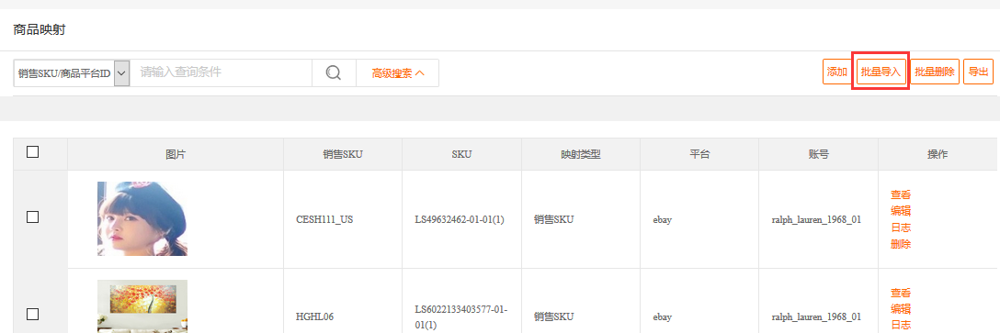 商品映射
销售SKU/商品平台ID 请输入查询条件 高级搜索 添加 批量导入 批量删除 导出
图片 销售SKU SKU 映射类型 平台 账号 操作
CESH111_US LS49632462-01-01(1) 销售SKU ebay ralph_lauren_1968_01
查看
编辑
日志
删除
HGHL06 LS6022133403577-01-
01(1) 销售SKU ebay ralph_lauren_1968_01
查看
编辑
日志